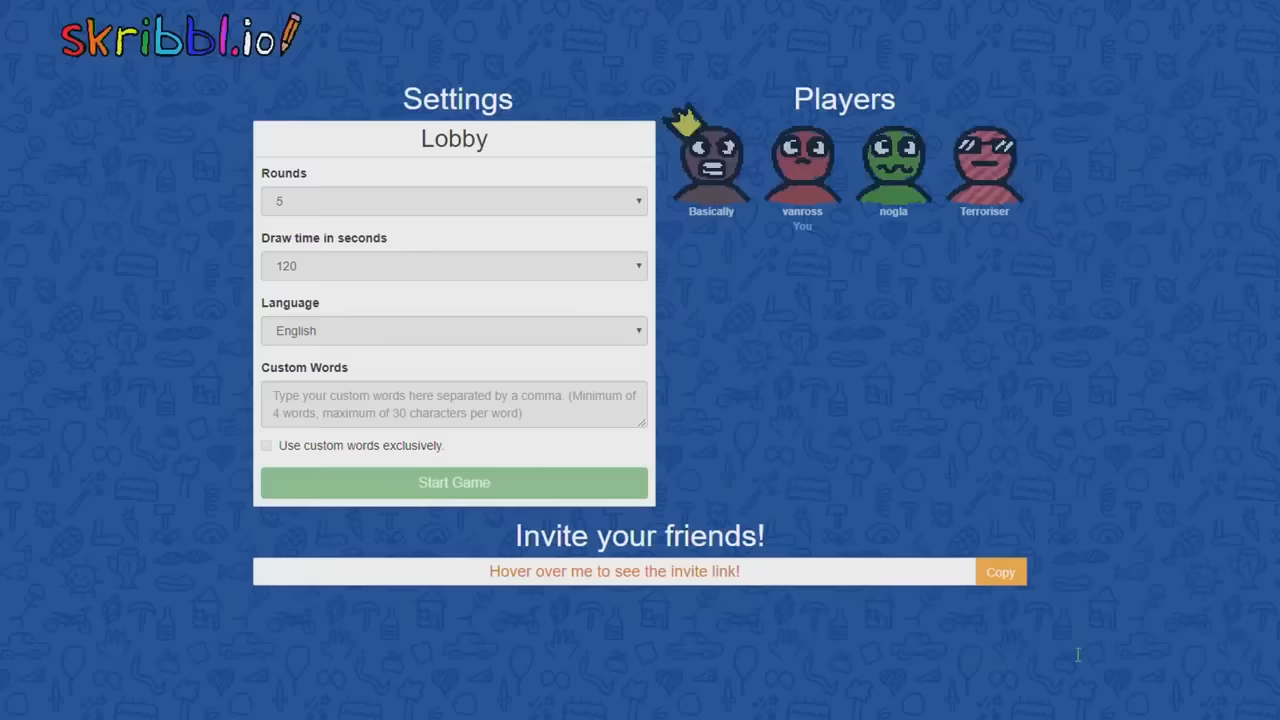 skribbl.io
Settings
Players
Lobby
Rounds
5
Draw time in seconds
120
Language
English
Custom Words
Type your custom words here separated by a comma. (Minimum of
4 words, maximum of 30 characters per word)
Use custom words exclusively.
Start Game
Basically
vanross
nogla
Terroriser
You
Invite your friends!
Hover over me to see the invite link!
Copy